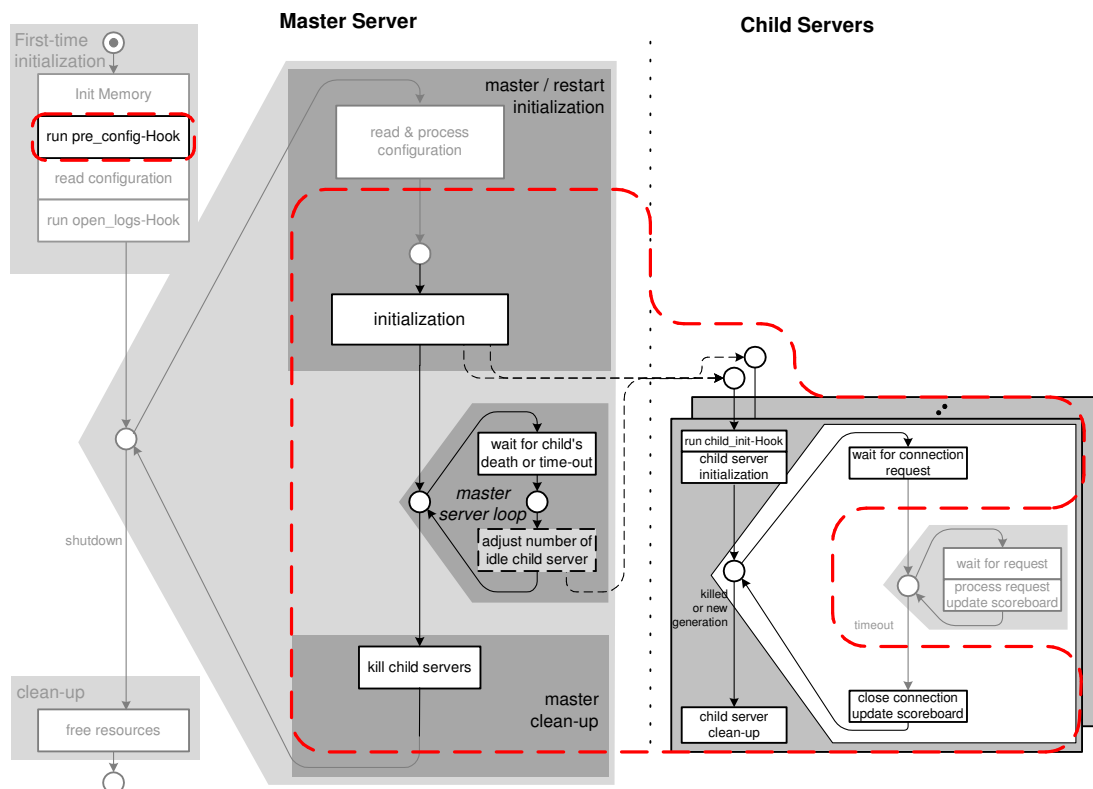 Master Server
Child Servers
First-time
initialization
Init Memory
run pre_config-Hook
read configuration
run open_logs-Hook
master / restart
initialization
read & process
configuration
initialization
wait for child's
death or time-out
master
server loop
adjust number of
idle child server
shutdown
kill child servers
master
clean-up
clean-up
free resources
run child_init-Hook
child server
initialization
wait for connection
request
wait for request
process request
update scoreboard
killed
or new
generation
timeout
close connection
update scoreboard
child server
clean-up